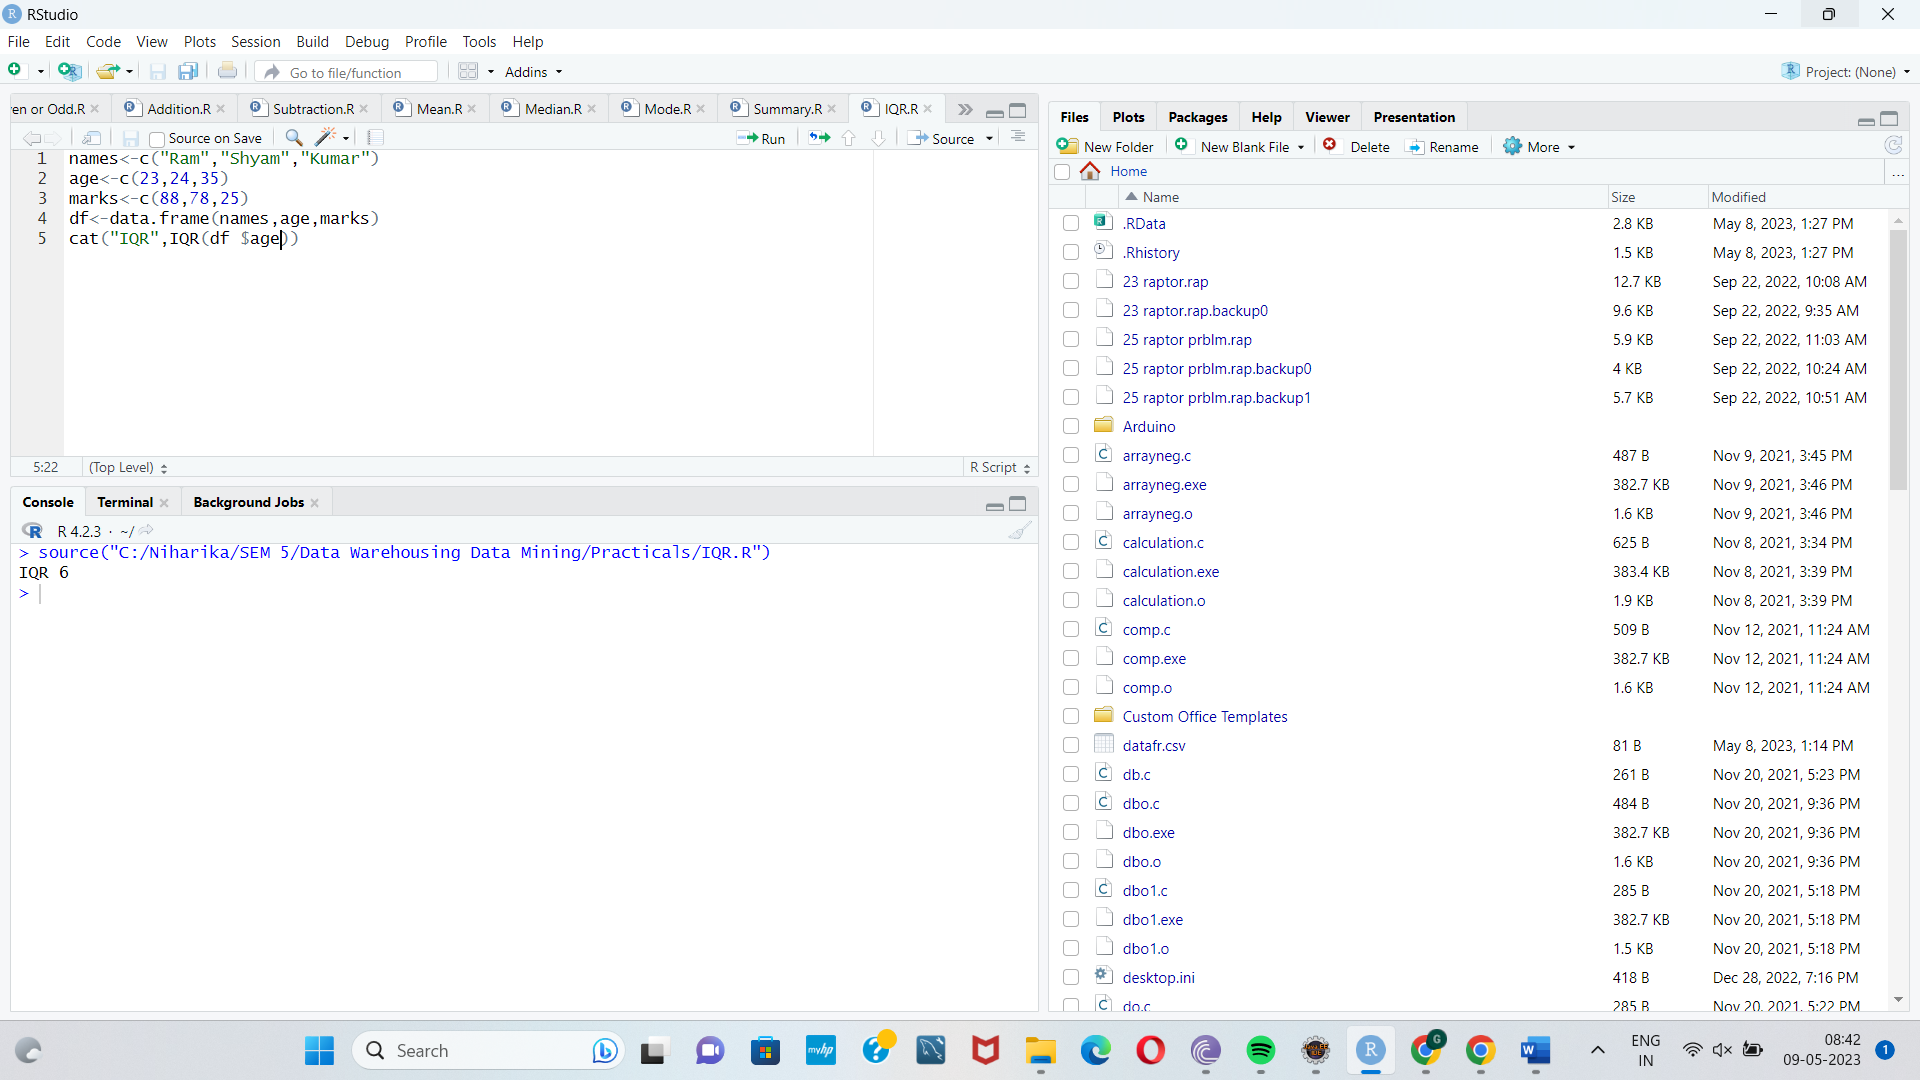 RStudio
File Edit Code View Plots Session Build Debug Profile Tools Help
Go to file/function Addins Project: (None)
en or Odd.R Addition.R Subtraction.R Mean.R Median.R Mode.R Summary.R IQR.R
Source on Save Run Source
1 names<-c("Ram","Shyam","Kumar")
2 age<-c(23,24,35)
3 marks<-c(88,78,25)
4 df<-data.frame(names,age,marks)
5 cat("IQR",IQR(df $age))
5:22 (Top Level) R Script
Console Terminal Background Jobs
R 4.2.3 · ~/
> source("C:/Niharika/SEM 5/Data Warehousing Data Mining/Practicals/IQR.R")
IQR 6
>
Files Plots Packages Help Viewer Presentation
New Folder New Blank File Delete Rename More
Home ...
Name Size Modified
.RData 2.8 KB May 8, 2023, 1:27 PM
.Rhistory 1.5 KB May 8, 2023, 1:27 PM
23 raptor.rap 12.7 KB Sep 22, 2022, 10:08 AM
23 raptor.rap.backup0 9.6 KB Sep 22, 2022, 9:35 AM
25 raptor prblm.rap 5.9 KB Sep 22, 2022, 11:03 AM
25 raptor prblm.rap.backup0 4 KB Sep 22, 2022, 10:24 AM
25 raptor prblm.rap.backup1 5.7 KB Sep 22, 2022, 10:51 AM
Arduino
arrayneg.c 487 B Nov 9, 2021, 3:45 PM
arrayneg.exe 382.7 KB Nov 9, 2021, 3:46 PM
arrayneg.o 1.6 KB Nov 9, 2021, 3:46 PM
calculation.c 625 B Nov 8, 2021, 3:34 PM
calculation.exe 383.4 KB Nov 8, 2021, 3:39 PM
calculation.o 1.9 KB Nov 8, 2021, 3:39 PM
comp.c 509 B Nov 12, 2021, 11:24 AM
comp.exe 382.7 KB Nov 12, 2021, 11:24 AM
comp.o 1.6 KB Nov 12, 2021, 11:24 AM
Custom Office Templates
datafr.csv 81 B May 8, 2023, 1:14 PM
db.c 261 B Nov 20, 2021, 5:23 PM
dbo.c 484 B Nov 20, 2021, 9:36 PM
dbo.exe 382.7 KB Nov 20, 2021, 9:36 PM
dbo.o 1.6 KB Nov 20, 2021, 9:36 PM
dbo1.c 285 B Nov 20, 2021, 5:18 PM
dbo1.exe 382.7 KB Nov 20, 2021, 5:18 PM
dbo1.o 1.5 KB Nov 20, 2021, 5:18 PM
desktop.ini 418 B Dec 28, 2022, 7:16 PM
do.c 285 B Nov 20, 2021, 5:22 PM
Search myhp ENG 08:42
IN 09-05-2023 1